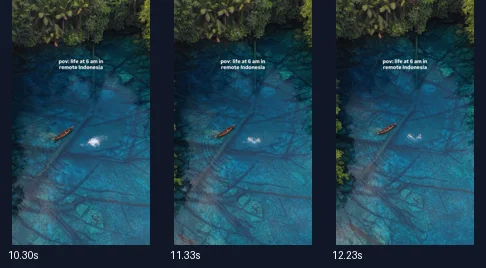 pov: life at 6 am in
remote Indonesia
pov: life at 6 am in
remote Indonesia
pov: life at 6 am in
remote Indonesia
10.30s
11.33s
12.23s